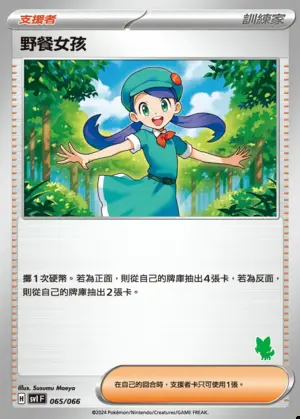 支援者
訓練家
野餐女孩
擲1次硬幣。若為正面，則從自己的牌庫抽出4張卡，若為反面，
則從自己的牌庫抽出2張卡。
Illus. Susumu Maeya
H svI F 065/066
在自己的回合時，支援者卡只可使用1張。
©2024 Pokémon/Nintendo/Creatures/GAME FREAK.